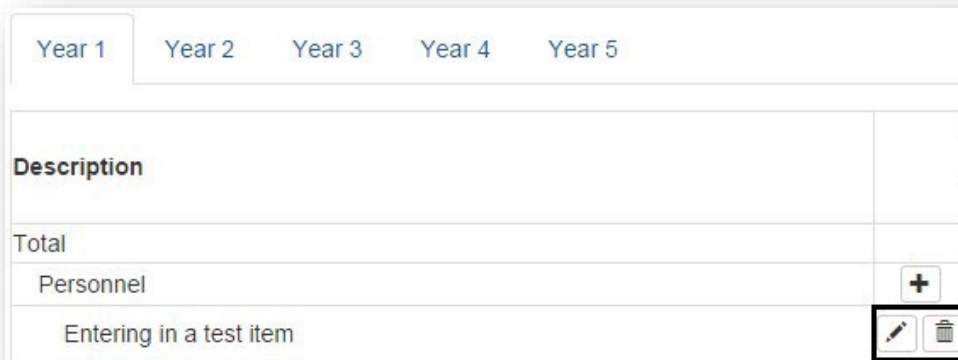 Year 1 Year 2 Year 3 Year 4 Year 5
Description
Total
Personnel
Entering in a test item